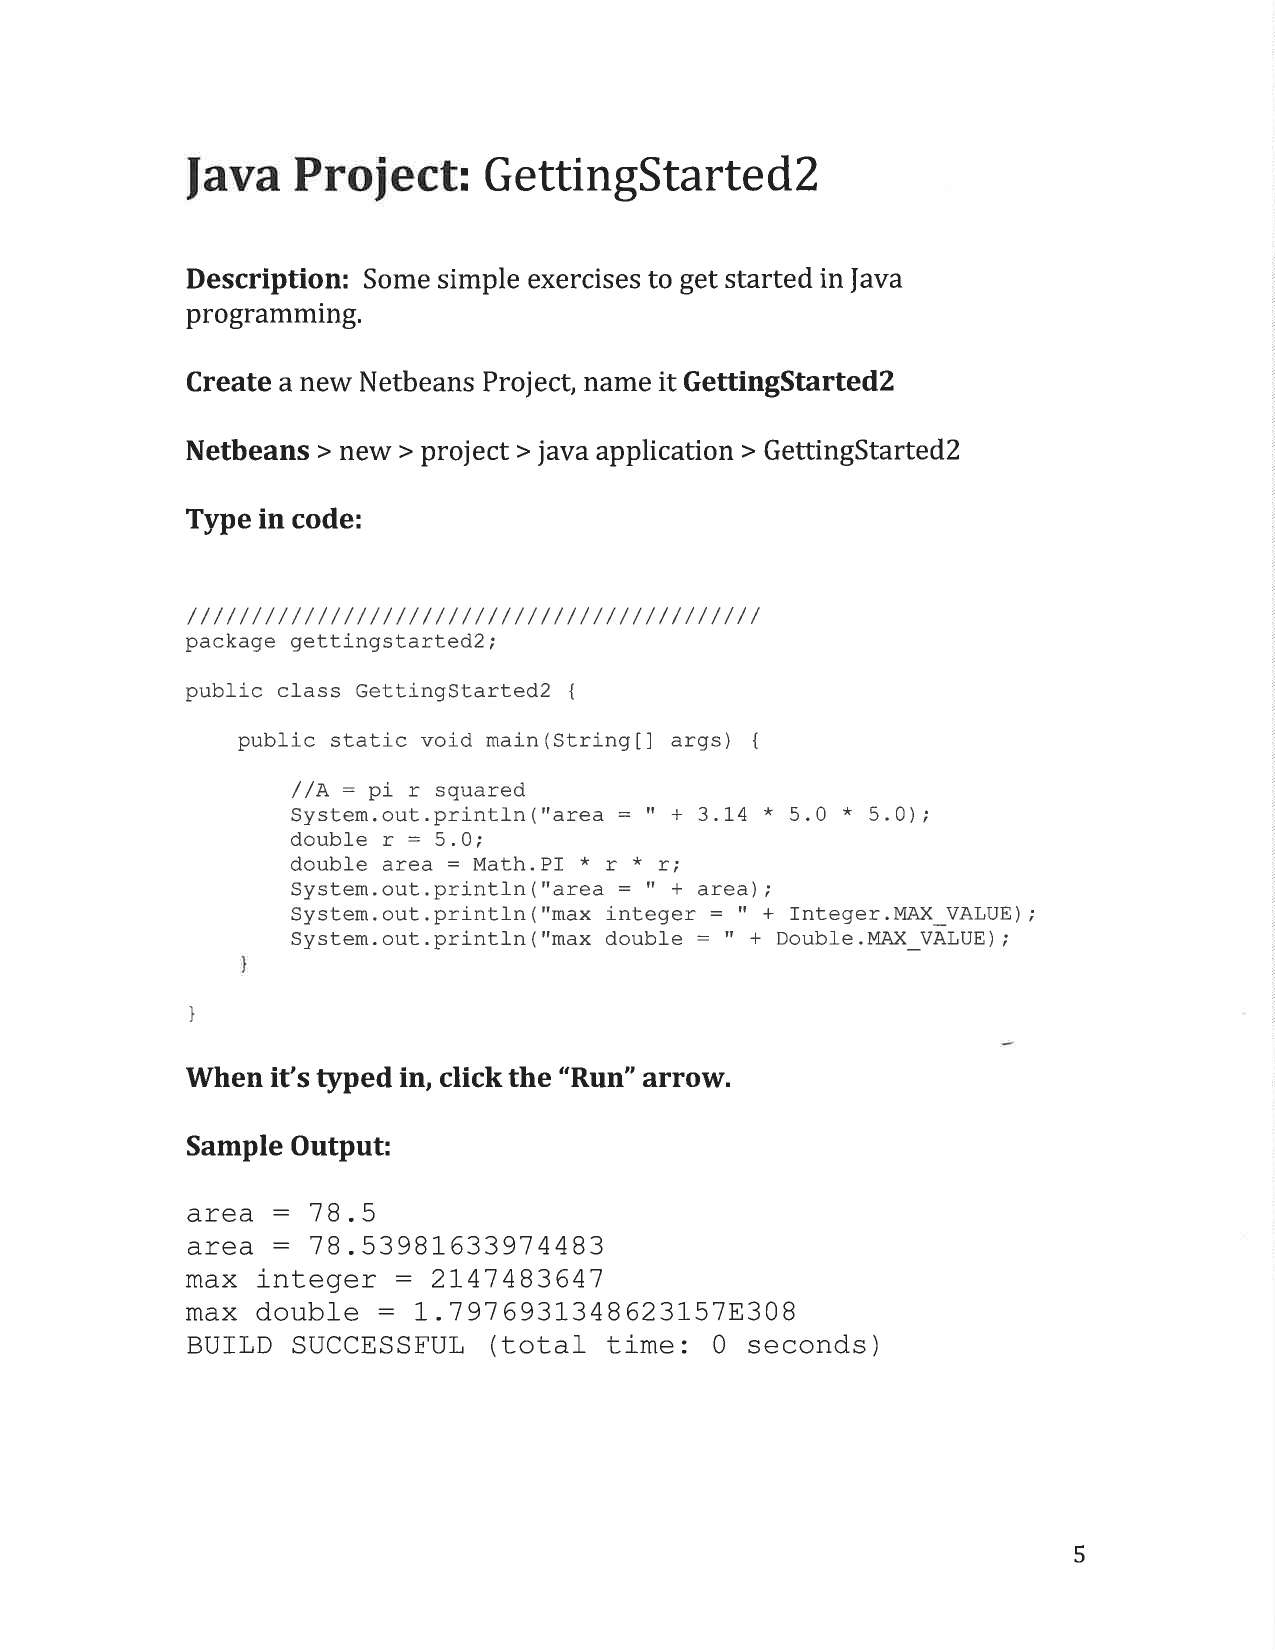 Java Project: GettingStarted2
Description: Some simple exercises to get started in Java
programming.
Create a new Netbeans Project, name it GettingStarted2
Netbeans > new > project > java application > GettingStarted2
Type in code:
////////////////////////////////////////////
package gettingstarted2;
public class GettingStarted2 {
public static void main(String[] args) {
//A = pi r squared
System.out.println("area = " + 3.14 * 5.0 * 5.0);
double r = 5.0;
double area = Math.PI * r * r;
System.out.println("area = " + area);
System.out.println("max integer = " + Integer.MAX_VALUE);
System.out.println("max double = " + Double.MAX_VALUE);
}
}
When it's typed in, click the “Run” arrow.
Sample Output:
area = 78.5
area = 78.53981633974483
max integer = 2147483647
max double = 1.7976931348623157E308
BUILD SUCCESSFUL (total time: 0 seconds)
5